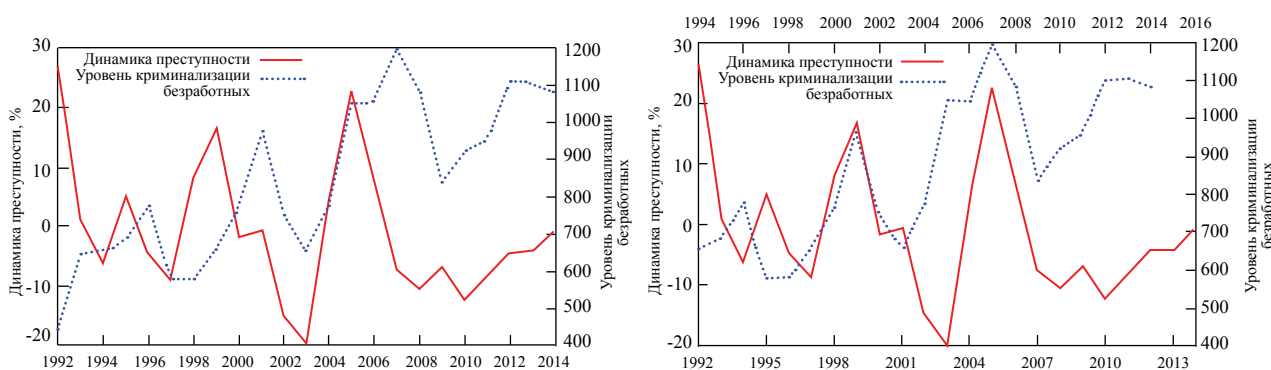 30
20
10
0
-10
-20
Динамика преступности, %
Динамика преступности
Уровень криминализации
безработных
1200
1100
1000
900
800
700
600
500
400
Уровень криминализации
безработных
1992 1994 1996 1998 2000 2002 2004 2006 2008 2010 2012 2014
1994 1996 1998 2000 2002 2004 2006 2008 2010 2012 2014 2016
30
20
10
0
-10
-20
Динамика преступности, %
Динамика преступности
Уровень криминализации
безработных
1200
1100
1000
900
800
700
600
500
400
Уровень криминализации
безработных
1992 1995 1996 2000 2001 2004 2007 2010 2013